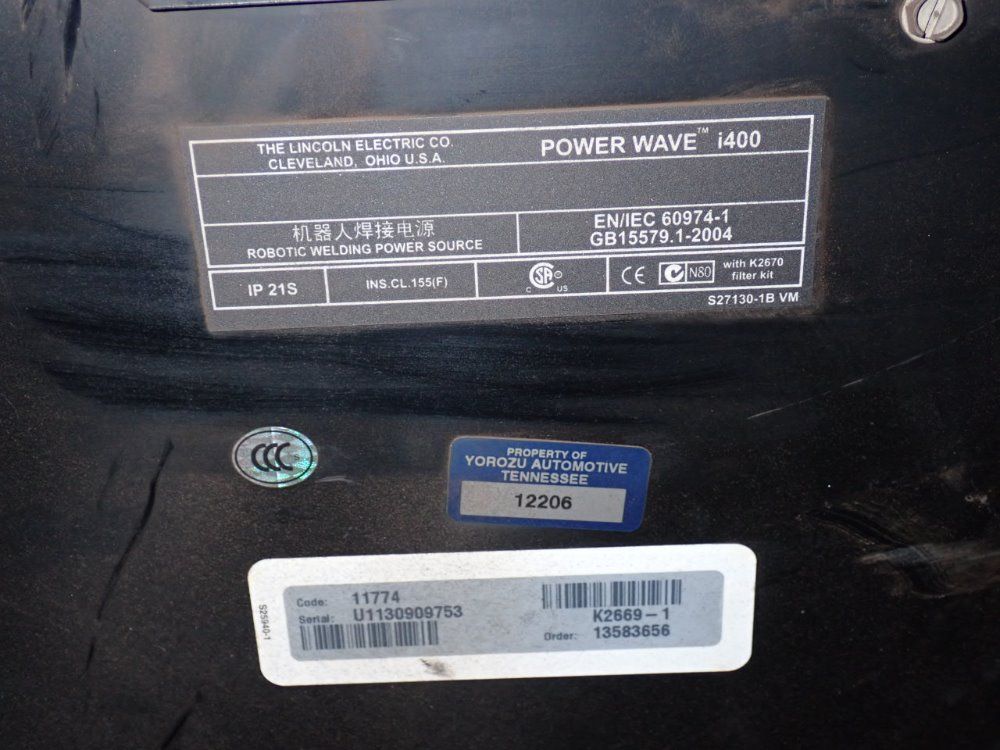 THE LINCOLN ELECTRIC CO.
CLEVELAND, OHIO U.S.A.
POWER WAVE™ i400
机器人焊接电源
ROBOTIC WELDING POWER SOURCE
EN/IEC 60974-1
GB15579.1-2004
IP 21S
INS.CL.155(F)
SA
C US
CE
N80
with K2670
filter kit
S27130-1B VM
CCC
PROPERTY OF
YOROZU AUTOMOTIVE
TENNESSEE
12206
S25940-1
Code: 11774
Serial: U1130909753
K2669-1
Order: 13583656